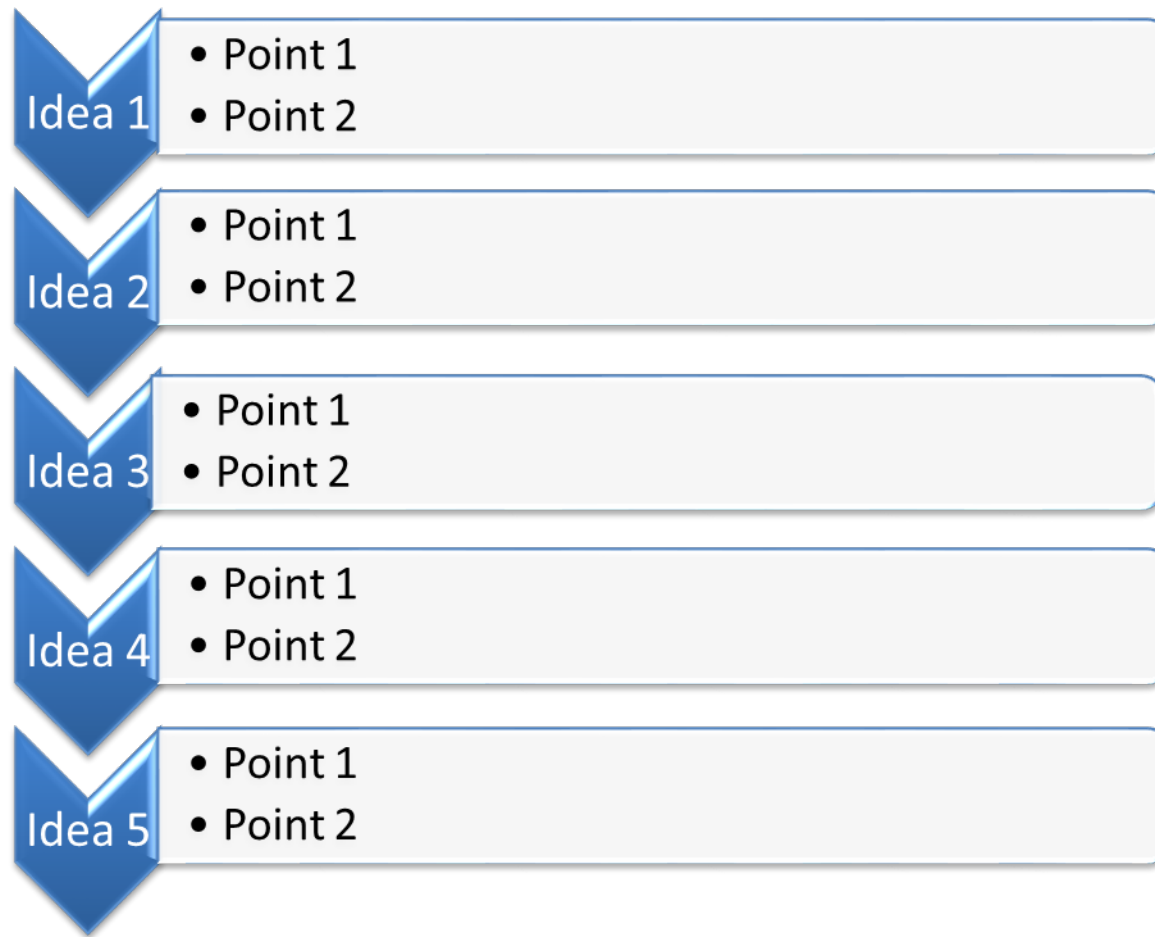 Idea 1
• Point 1
• Point 2
Idea 2
• Point 1
• Point 2
Idea 3
• Point 1
• Point 2
Idea 4
• Point 1
• Point 2
Idea 5
• Point 1
• Point 2